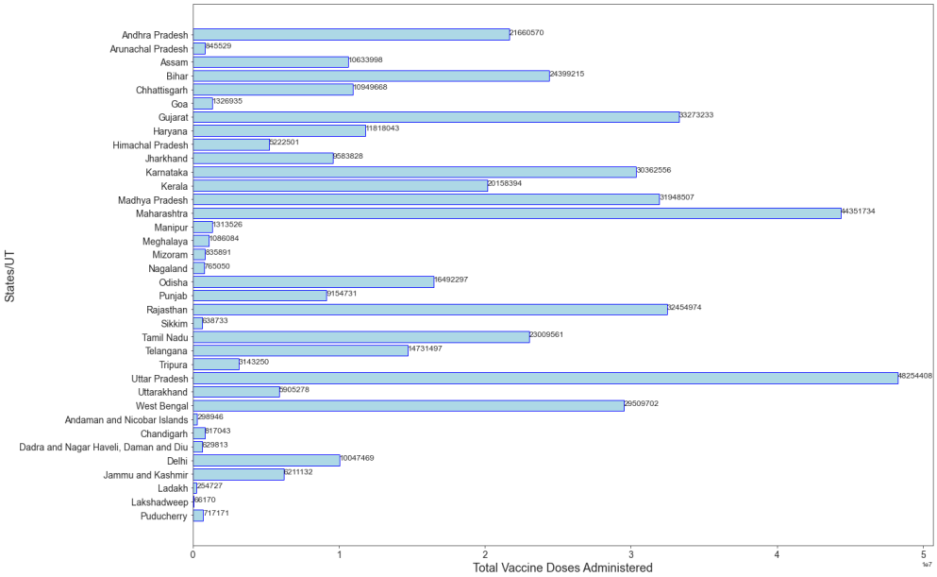 States/UT
Andhra Pradesh 21660570
Arunachal Pradesh 845529
Assam 10633998
Bihar 24399215
Chhattisgarh 10949668
Goa 1326935
Gujarat 33273233
Haryana 11818043
Himachal Pradesh 5222501
Jharkhand 9583828
Karnataka 30362556
Kerala 20158394
Madhya Pradesh 31948507
Maharashtra 44351734
Manipur 1313526
Meghalaya 1086084
Mizoram 835891
Nagaland 765050
Odisha 16492297
Punjab 9154731
Rajasthan 32454974
Sikkim 638733
Tamil Nadu 23009561
Telangana 14731497
Tripura 3143250
Uttar Pradesh 48254408
Uttarakhand 5905278
West Bengal 29509702
Andaman and Nicobar Islands 298946
Chandigarh 817043
Dadra and Nagar Haveli, Daman and Diu 629813
Delhi 10047469
Jammu and Kashmir 6211132
Ladakh 254727
Lakshadweep 66170
Puducherry 717171
0 1 2 3 4 5
1e7
Total Vaccine Doses Administered